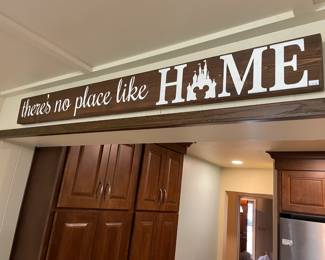 there's no place like HOME.